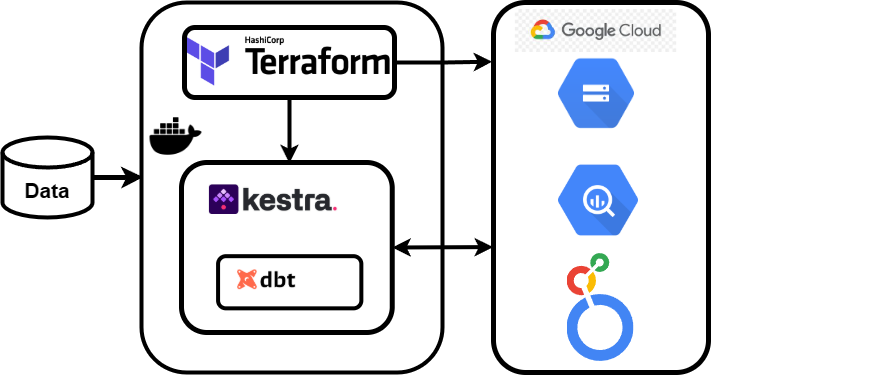 HashiCorp
Terraform
Google Cloud
Data
kestra.
dbt